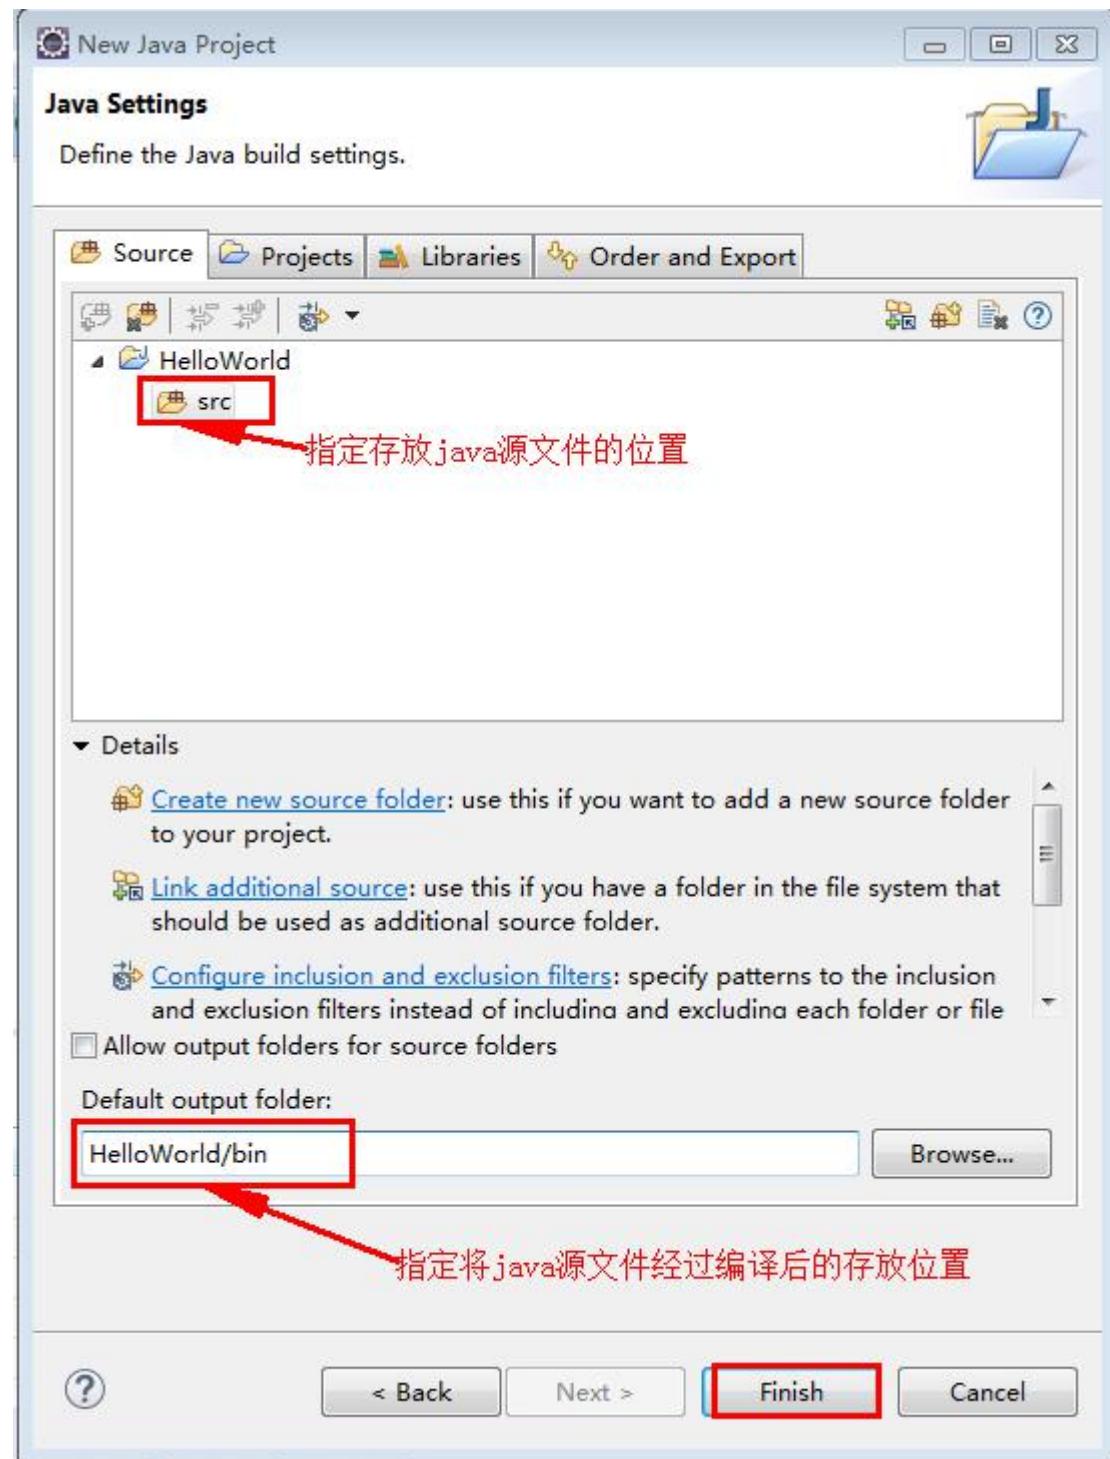 New Java Project
Java Settings
Define the Java build settings.
Source Projects Libraries Order and Export
HelloWorld
src
指定存放java源文件的位置
Details
Create new source folder: use this if you want to add a new source folder
to your project.
Link additional source: use this if you have a folder in the file system that
should be used as additional source folder.
Configure inclusion and exclusion filters: specify patterns to the inclusion
and exclusion filters instead of including and excluding each folder or file
Allow output folders for source folders
Default output folder:
HelloWorld/bin Browse...
指定将java源文件经过编译后的存放位置
< Back Next > Finish Cancel